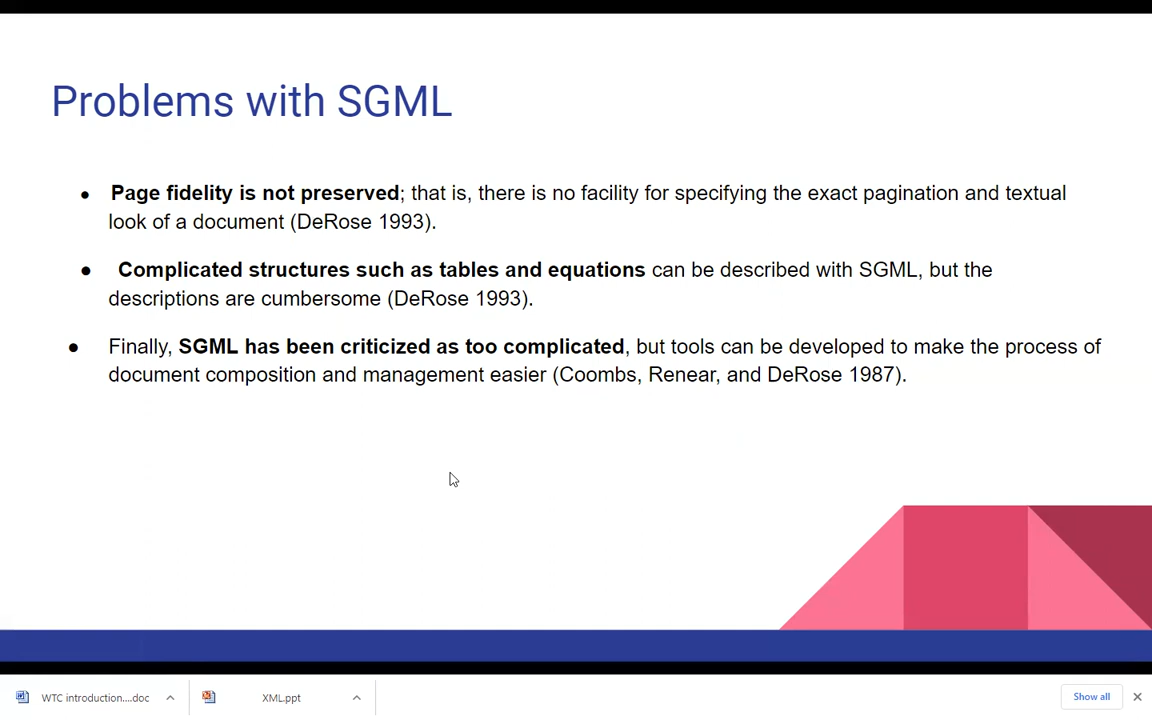 Problems with SGML
● Page fidelity is not preserved; that is, there is no facility for specifying the exact pagination and textual
look of a document (DeRose 1993).
● Complicated structures such as tables and equations can be described with SGML, but the
descriptions are cumbersome (DeRose 1993).
● Finally, SGML has been criticized as too complicated, but tools can be developed to make the process of
document composition and management easier (Coombs, Renear, and DeRose 1987).
WTC introduction....doc
XML.ppt
Show all